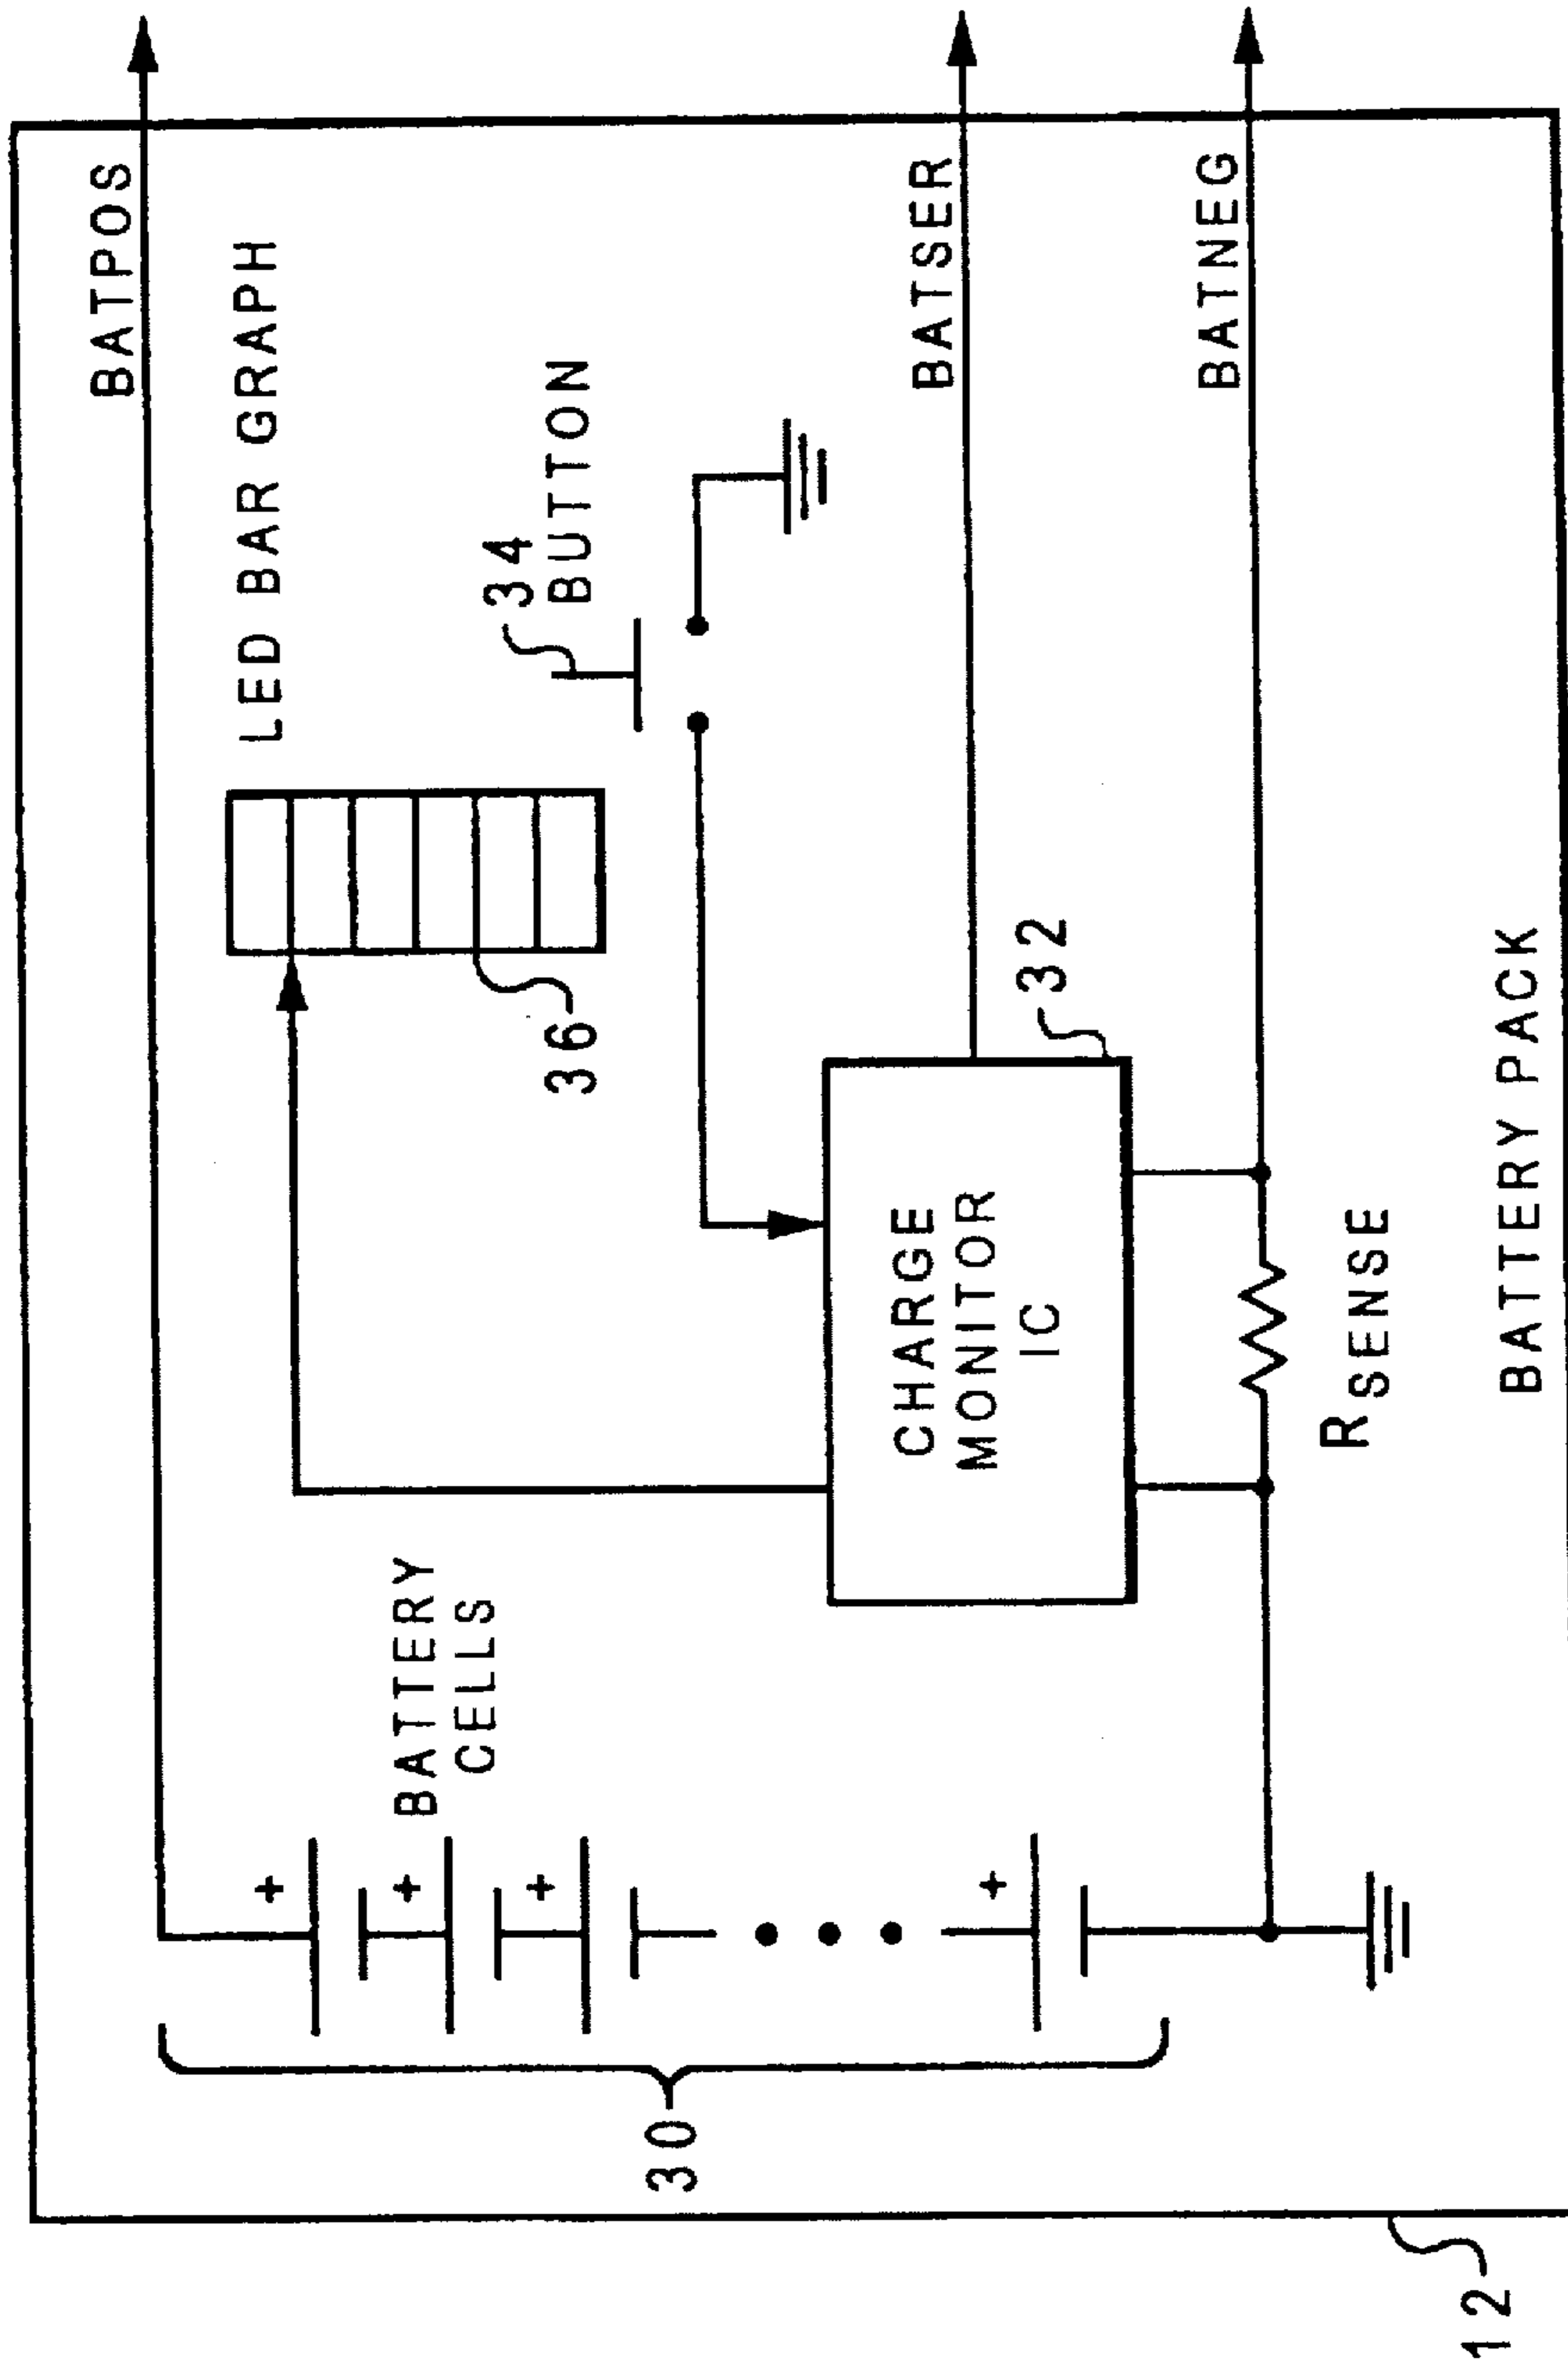 BATPOS
LED BAR GRAPH
34
BUTTON
36
BATTERY
CELLS
+
+
+
+
30
CHARGE
MONITOR
IC
32
BATSER
BATNEG
RSENSE
BATTERY PACK
12